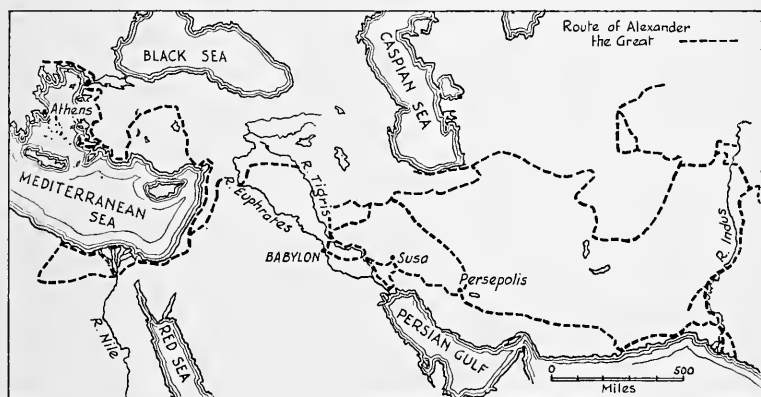 Route of Alexander
the Great
BLACK SEA
CASPIAN SEA
Athens
MEDITERRANEAN
SEA
R. Tigris
R. Euphrates
R. Indus
BABYLON
Susa
Persepolis
R. Nile
RED SEA
PERSIAN GULF
0 500
Miles